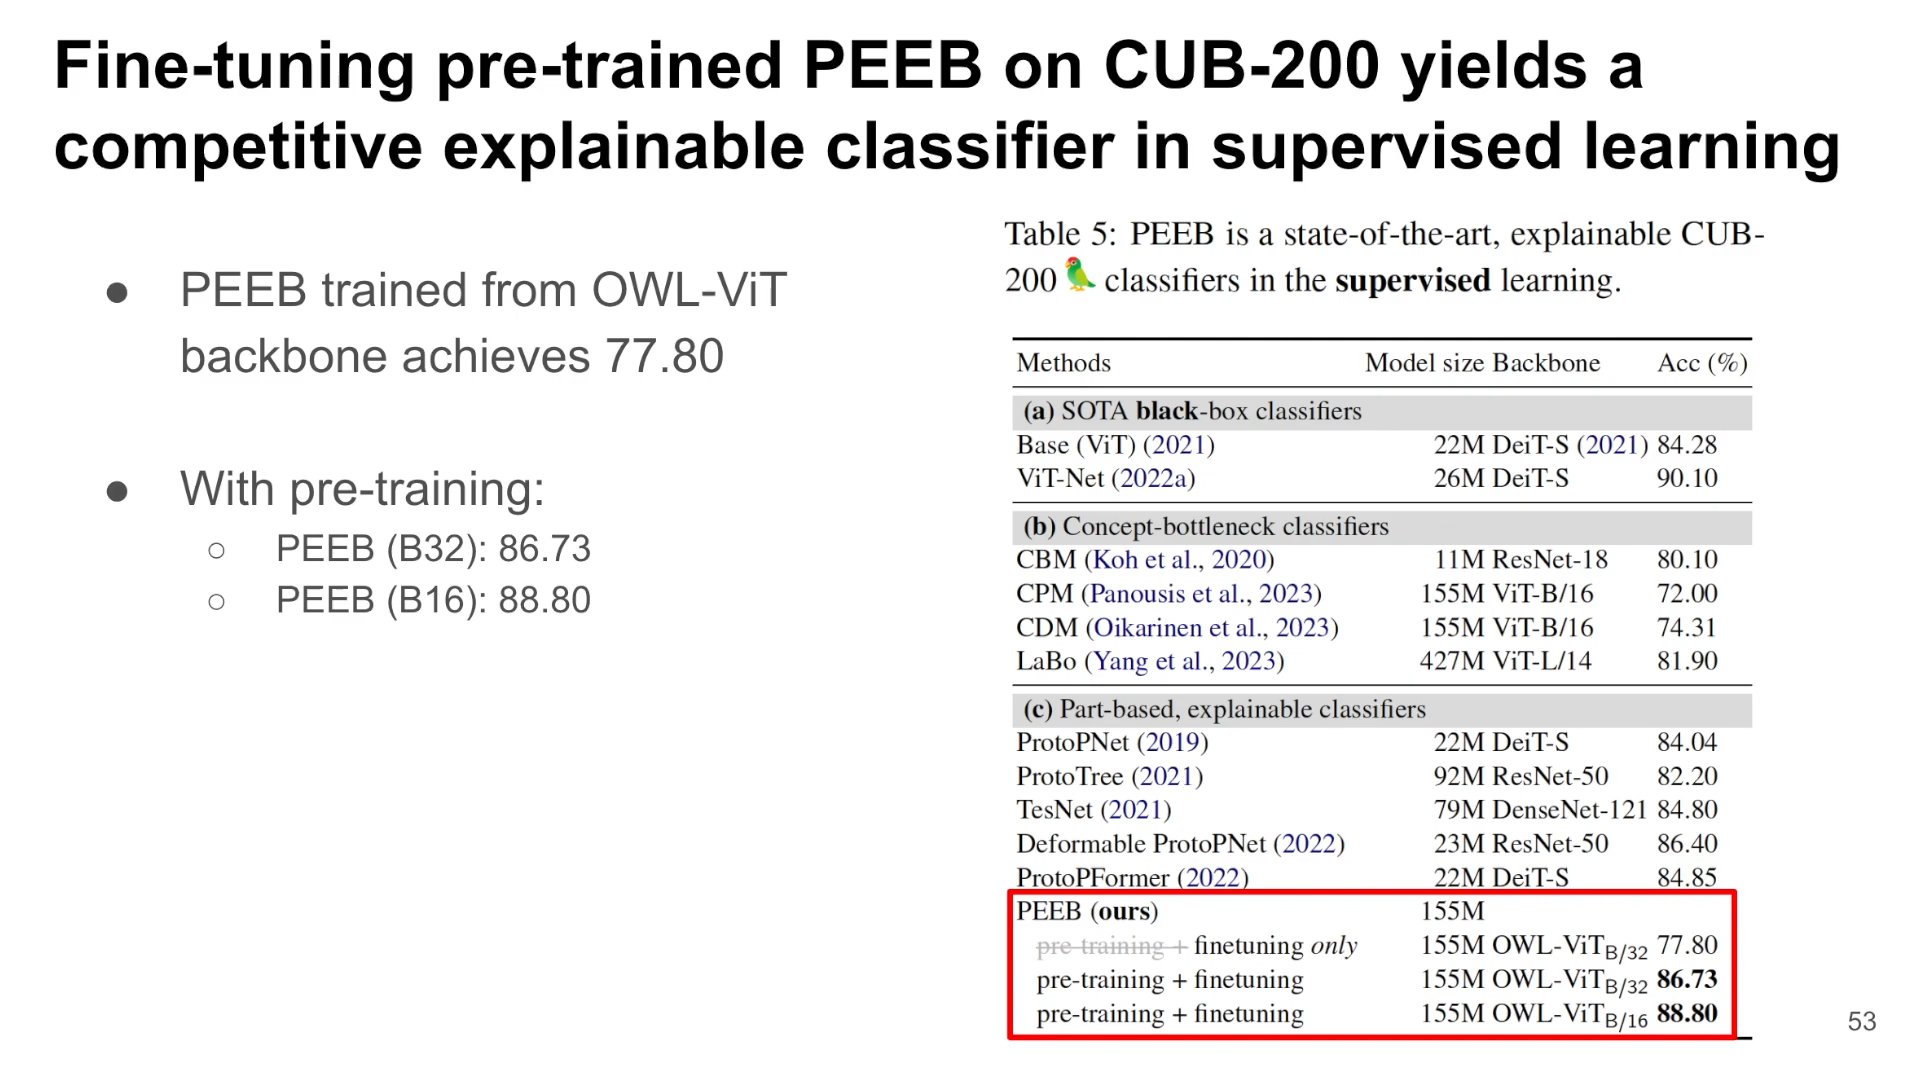 Fine-tuning pre-trained PEEB on CUB-200 yields a
competitive explainable classifier in supervised learning
● PEEB trained from OWL-ViT
backbone achieves 77.80
● With pre-training:
○ PEEB (B32): 86.73
○ PEEB (B16): 88.80
Table 5: PEEB is a state-of-the-art, explainable CUB-
200 classifiers in the supervised learning.
Methods Model size Backbone Acc (%)
(a) SOTA black-box classifiers
Base (ViT) (2021) 22M DeiT-S (2021) 84.28
ViT-Net (2022a) 26M DeiT-S 90.10
(b) Concept-bottleneck classifiers
CBM (Koh et al., 2020) 11M ResNet-18 80.10
CPM (Panousis et al., 2023) 155M ViT-B/16 72.00
CDM (Oikarinen et al., 2023) 155M ViT-B/16 74.31
LaBo (Yang et al., 2023) 427M ViT-L/14 81.90
(c) Part-based, explainable classifiers
ProtoPNet (2019) 22M DeiT-S 84.04
ProtoTree (2021) 92M ResNet-50 82.20
TesNet (2021) 79M DenseNet-121 84.80
Deformable ProtoPNet (2022) 23M ResNet-50 86.40
ProtoPFormer (2022) 22M DeiT-S 84.85
PEEB (ours) 155M
pre-training + finetuning only 155M OWL-ViT B/32 77.80
pre-training + finetuning 155M OWL-ViT B/32 86.73
pre-training + finetuning 155M OWL-ViT B/16 88.80
53